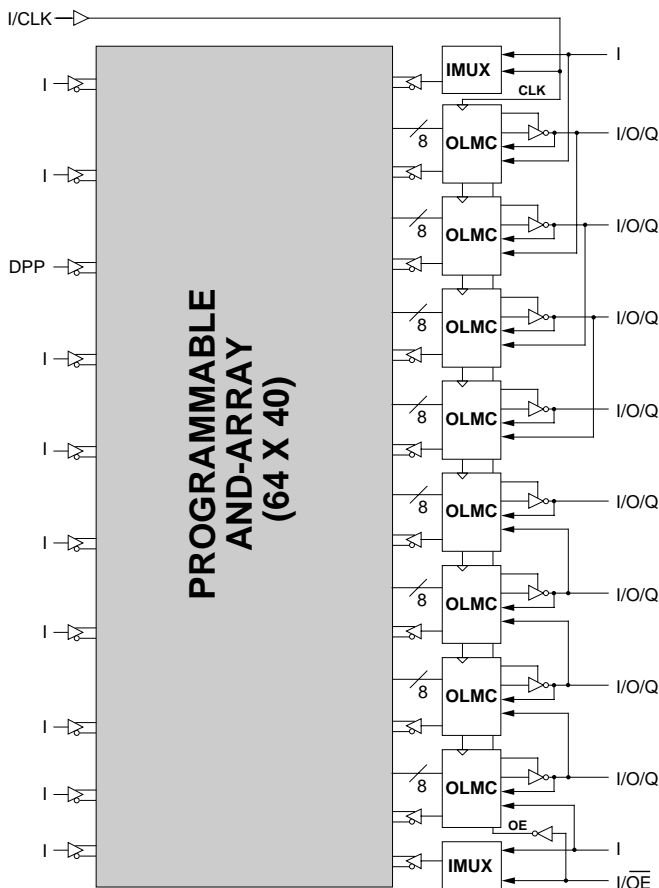 I/CLK
I
IMUX
I
CLK
8
OLMC
I/O/Q
I
8
OLMC
I/O/Q
DPP
8
OLMC
I/O/Q
I
8
OLMC
I/O/Q
I
PROGRAMMABLE
AND-ARRAY
(64 X 40)
8
OLMC
I/O/Q
I
8
OLMC
I/O/Q
I
8
OLMC
I/O/Q
I
8
OLMC
I/O/Q
I
OE
I
I
IMUX
I/OE